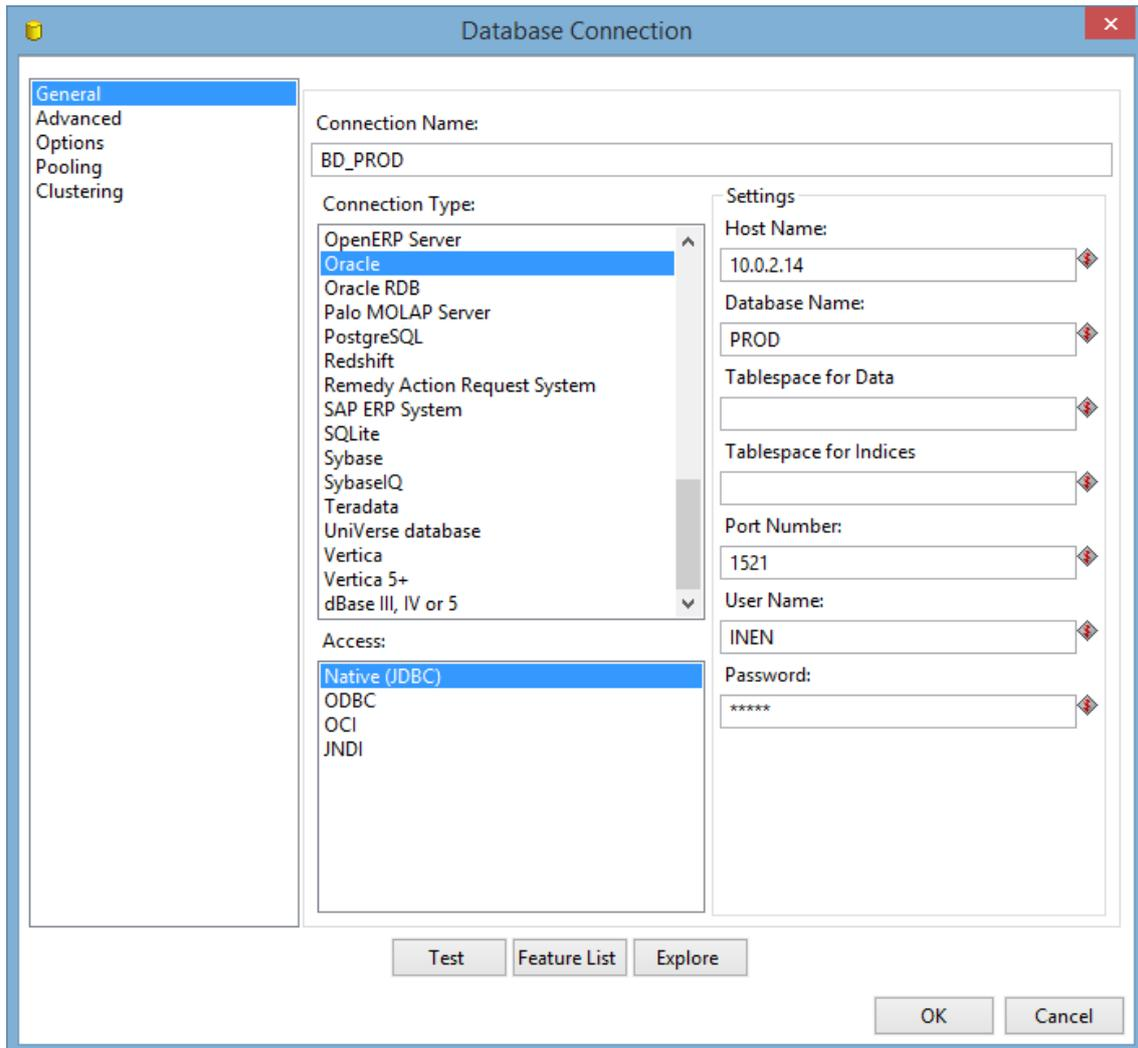 Database Connection
General
Advanced
Options
Pooling
Clustering
Connection Name:
BD_PROD
Connection Type:
OpenERP Server
Oracle
Oracle RDB
Palo MOLAP Server
PostgreSQL
Redshift
Remedy Action Request System
SAP ERP System
SQLite
Sybase
SybaseIQ
Teradata
UniVerse database
Vertica
Vertica 5+
dBase III, IV or 5
Access:
Native (JDBC)
ODBC
OCI
JNDI
Settings
Host Name:
10.0.2.14
Database Name:
PROD
Tablespace for Data
Tablespace for Indices
Port Number:
1521
User Name:
INEN
Password:
*****
Test
Feature List
Explore
OK
Cancel